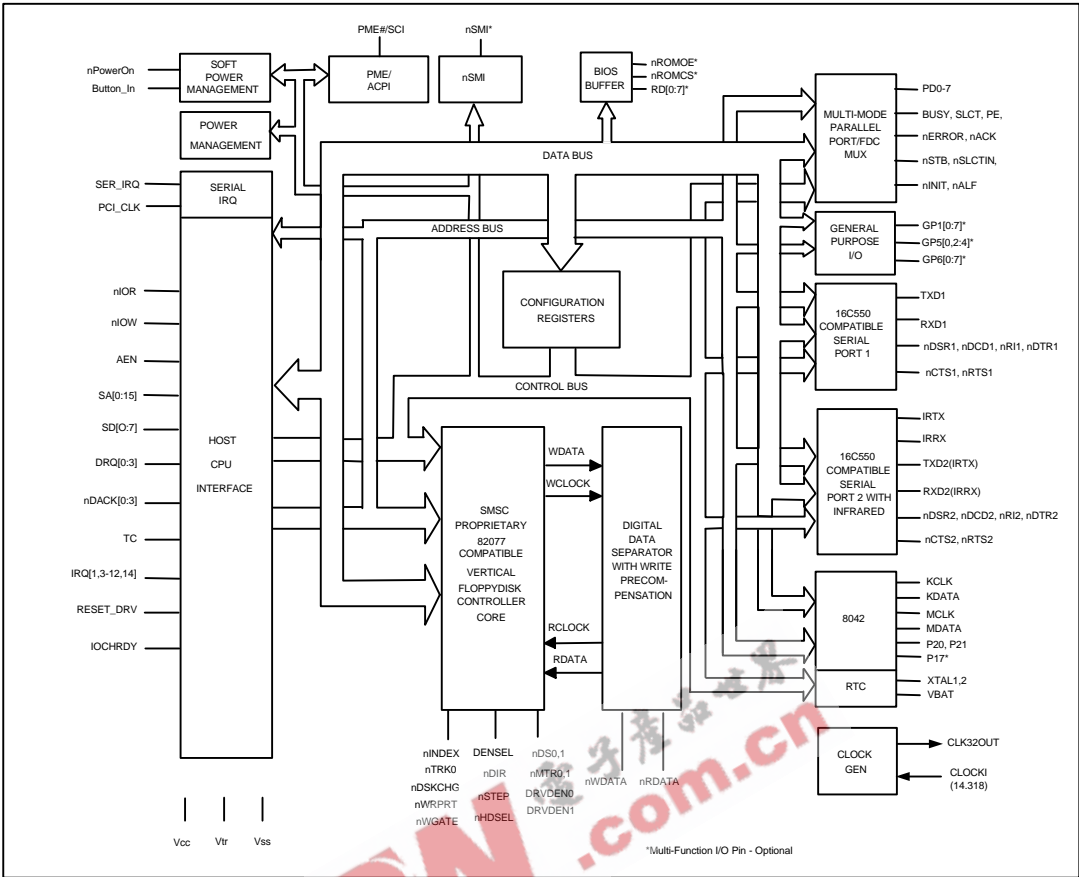 PME#/SCI
nSMI*
nPowerOn
Button_In
SOFT
POWER
MANAGEMENT
PME/
ACPI
nSMI
BIOS
BUFFER
nROMOE*
nROMCS*
RD[0:7]*
POWER
MANAGEMENT
MULTI-MODE
PARALLEL
PORT/FDC
MUX
PD0-7
BUSY, SLCT, PE,
nERROR, nACK
nSTB, nSLCTIN,
nINIT, nALF
DATA BUS
SER_IRQ
PCI_CLK
SERIAL
IRQ
ADDRESS BUS
GENERAL
PURPOSE
I/O
GP1[0:7]*
GP5[0,2:4]*
GP6[0:7]*
nIOR
nIOW
AEN
SA[0:15]
SD[O:7]
DRQ[0:3]
nDACK[0:3]
TC
IRQ[1,3-12,14]
RESET_DRV
IOCHRDY
HOST
CPU
INTERFACE
CONFIGURATION
REGISTERS
CONTROL BUS
16C550
COMPATIBLE
SERIAL
PORT 1
TXD1
RXD1
nDSR1, nDCD1, nRI1, nDTR1
nCTS1, nRTS1
SMSC
PROPRIETARY
82077
COMPATIBLE
VERTICAL
FLOPPYDISK
CONTROLLER
CORE
WDATA
WCLOCK
RCLOCK
RDATA
DIGITAL
DATA
SEPARATOR
WITH WRITE
PRECOM-
PENSATION
16C550
COMPATIBLE
SERIAL
PORT 2 WITH
INFRARED
IRTX
IRRX
TXD2(IRTX)
RXD2(IRRX)
nDSR2, nDCD2, nRI2, nDTR2
nCTS2, nRTS2
8042
KCLK
KDATA
MCLK
MDATA
P20, P21
P17*
RTC
XTAL1,2
VBAT
nINDEX
nTRK0
nDSKCHG
nWRPRT
nWGATE
DENSEL
nDIR
nSTEP
nHDSEL
nDS0,1
nMTR0,1
DRVDEN0
DRVDEN1
nWDATA
nRDATA
CLOCK
GEN
CLK32OUT
CLOCKI
(14.318)
Vcc
Vtr
Vss
*Multi-Function I/O Pin - Optional
電子產品世界
.com.cn